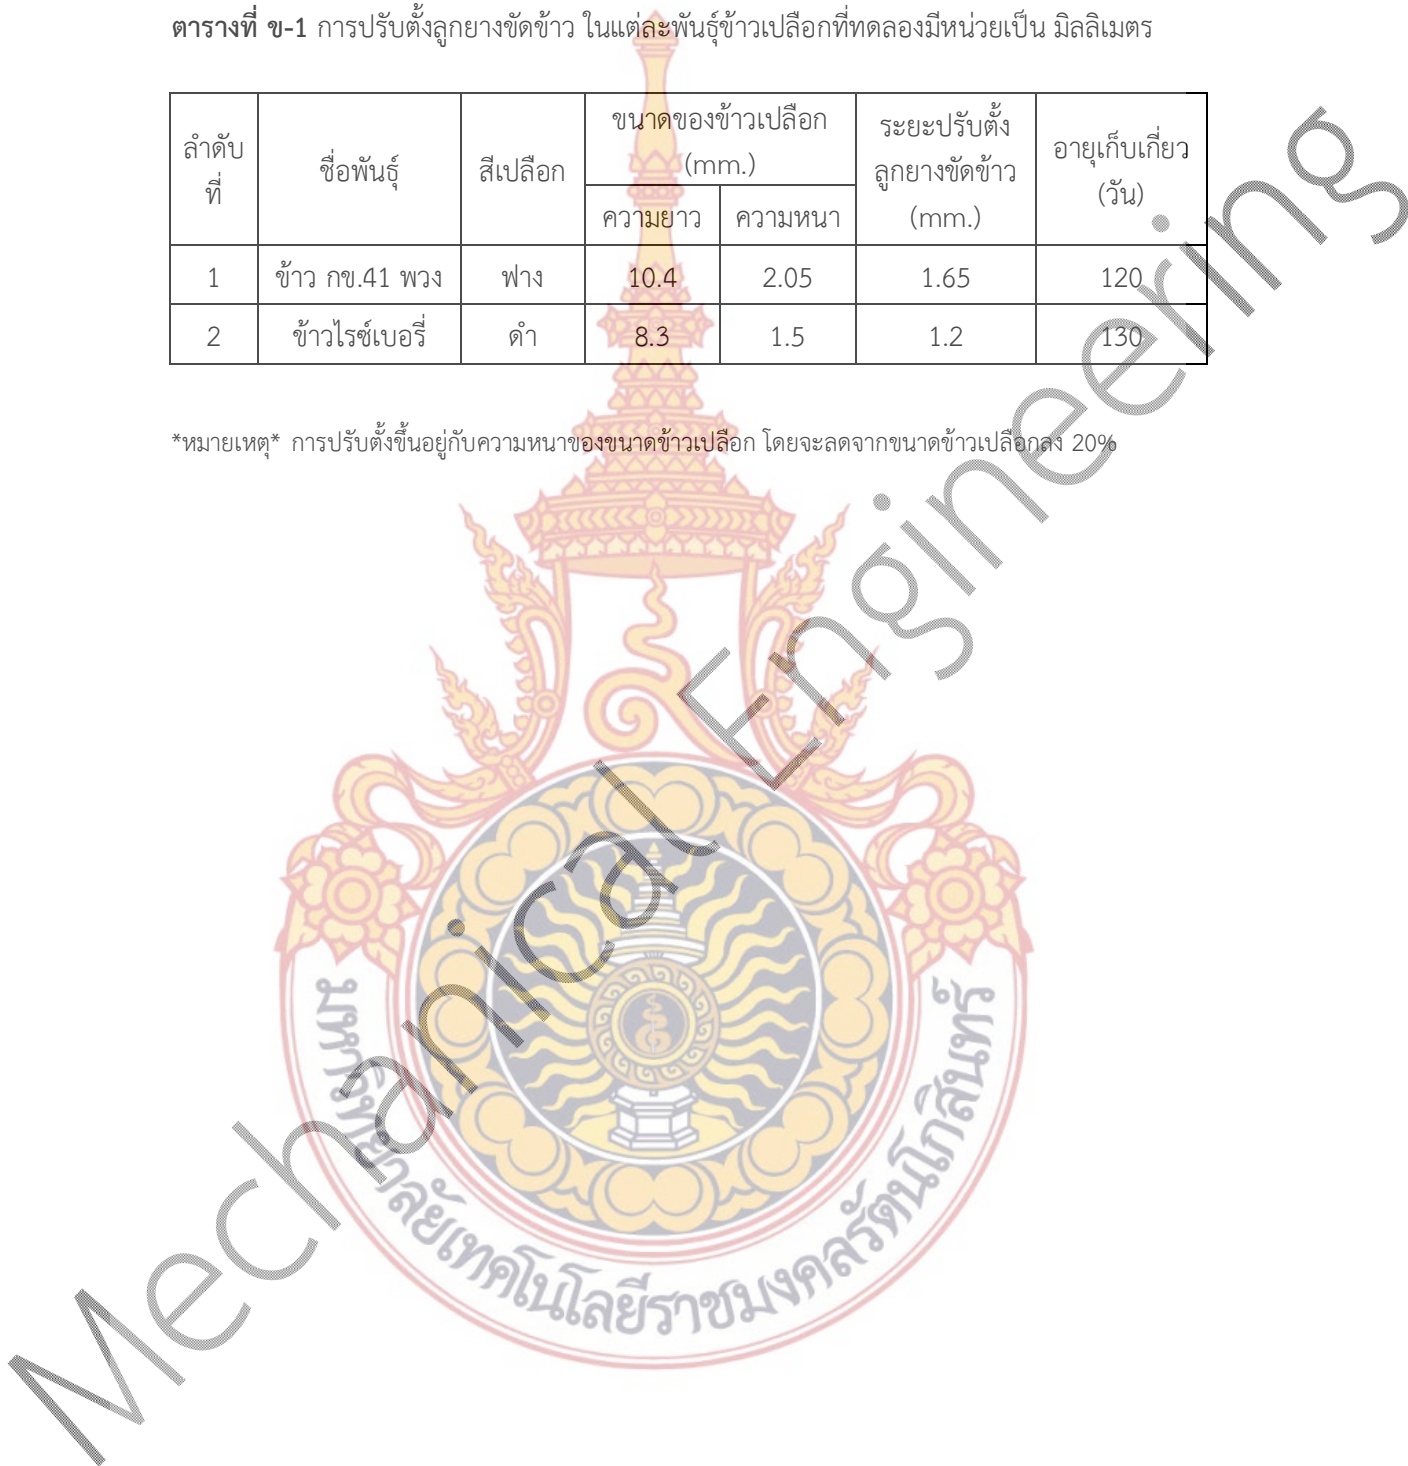 ตารางที่ ข-1 การปรับตั้งลูกยางขัดข้าว ในแต่ละพันธุ์ข้าวเปลือกที่ทดลองมีหน่วยเป็น มิลลิเมตร
ลำดับ
ที่
ชื่อพันธุ์
สีเปลือก
ขนาดของข้าวเปลือก
(mm.)
ความยาว ความหนา
ระยะปรับตั้ง
ลูกยางขัดข้าว
(mm.)
อายุเก็บเกี่ยว
(วัน)
1 ข้าว กข.41 พวง ฟาง 10.4 2.05 1.65 120
2 ข้าวไรซ์เบอรี่ ดำ 8.3 1.5 1.2 130
*หมายเหตุ* การปรับตั้งขึ้นอยู่กับความหนาของขนาดข้าวเปลือก โดยจะลดจากขนาดข้าวเปลือกลง 20%
Mechanical Engineering
มหาวิทยาลัยเทคโนโลยีราชมงคลรัตนโกสินทร์